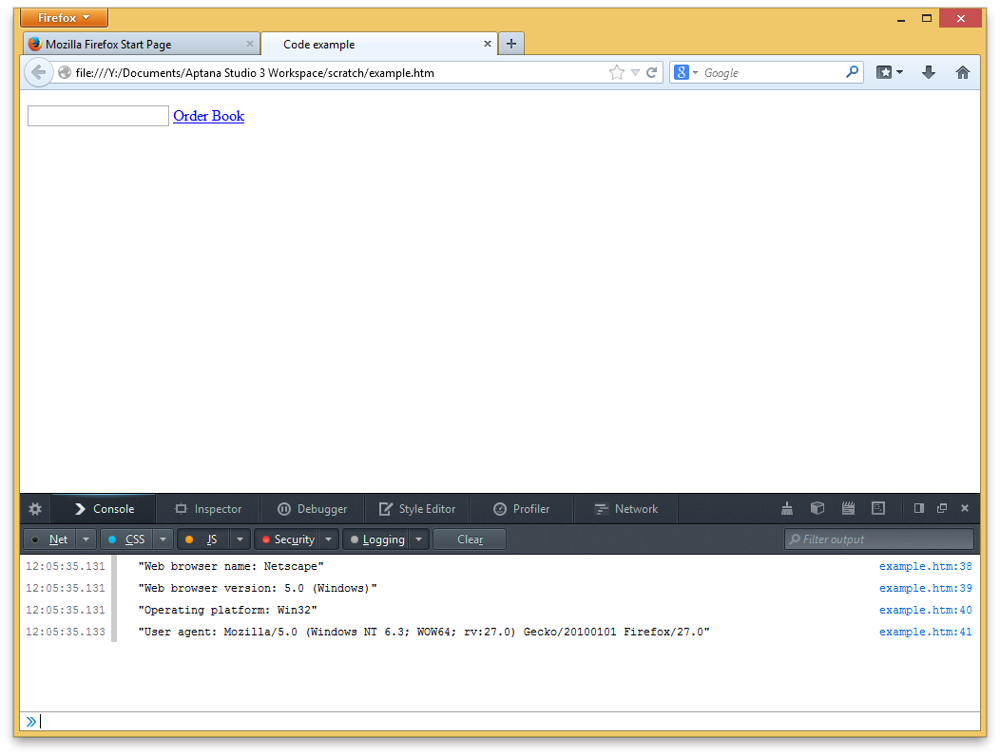 Firefox
Mozilla Firefox Start Page
Code example
file:///Y:/Documents/Aptana Studio 3 Workspace/scratch/example.htm
8 Google
Order Book
Console Inspector Debugger Style Editor Profiler Network
Net CSS JS Security Logging Clear Filter output
12:05:35.131 "Web browser name: Netscape" example.htm:38
12:05:35.131 "Web browser version: 5.0 (Windows)" example.htm:39
12:05:35.131 "Operating platform: Win32" example.htm:40
12:05:35.133 "User agent: Mozilla/5.0 (Windows NT 6.3; WOW64; rv:27.0) Gecko/20100101 Firefox/27.0" example.htm:41